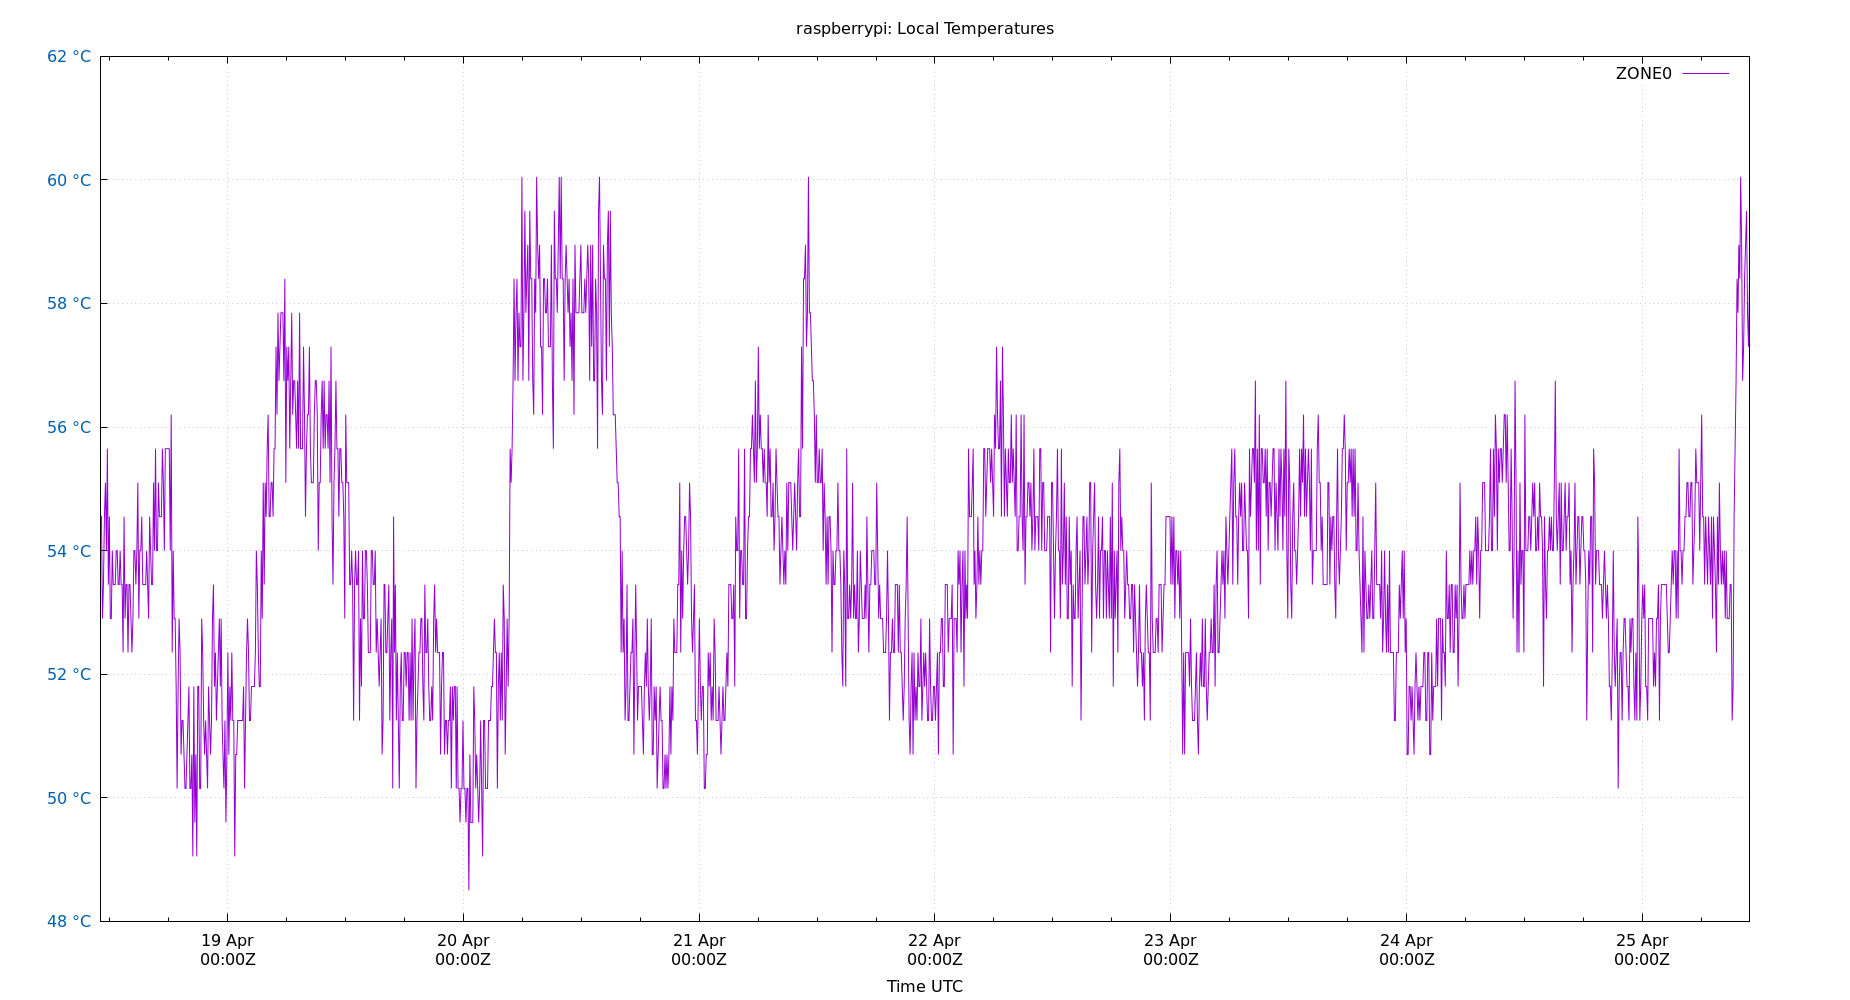 raspberrypi: Local Temperatures
62 °C
ZONE0
60 °C
58 °C
56 °C
54 °C
52 °C
50 °C
48 °C
19 Apr 20 Apr 21 Apr 22 Apr 23 Apr 24 Apr 25 Apr
00:00Z 00:00Z 00:00Z 00:00Z 00:00Z 00:00Z 00:00Z
Time UTC